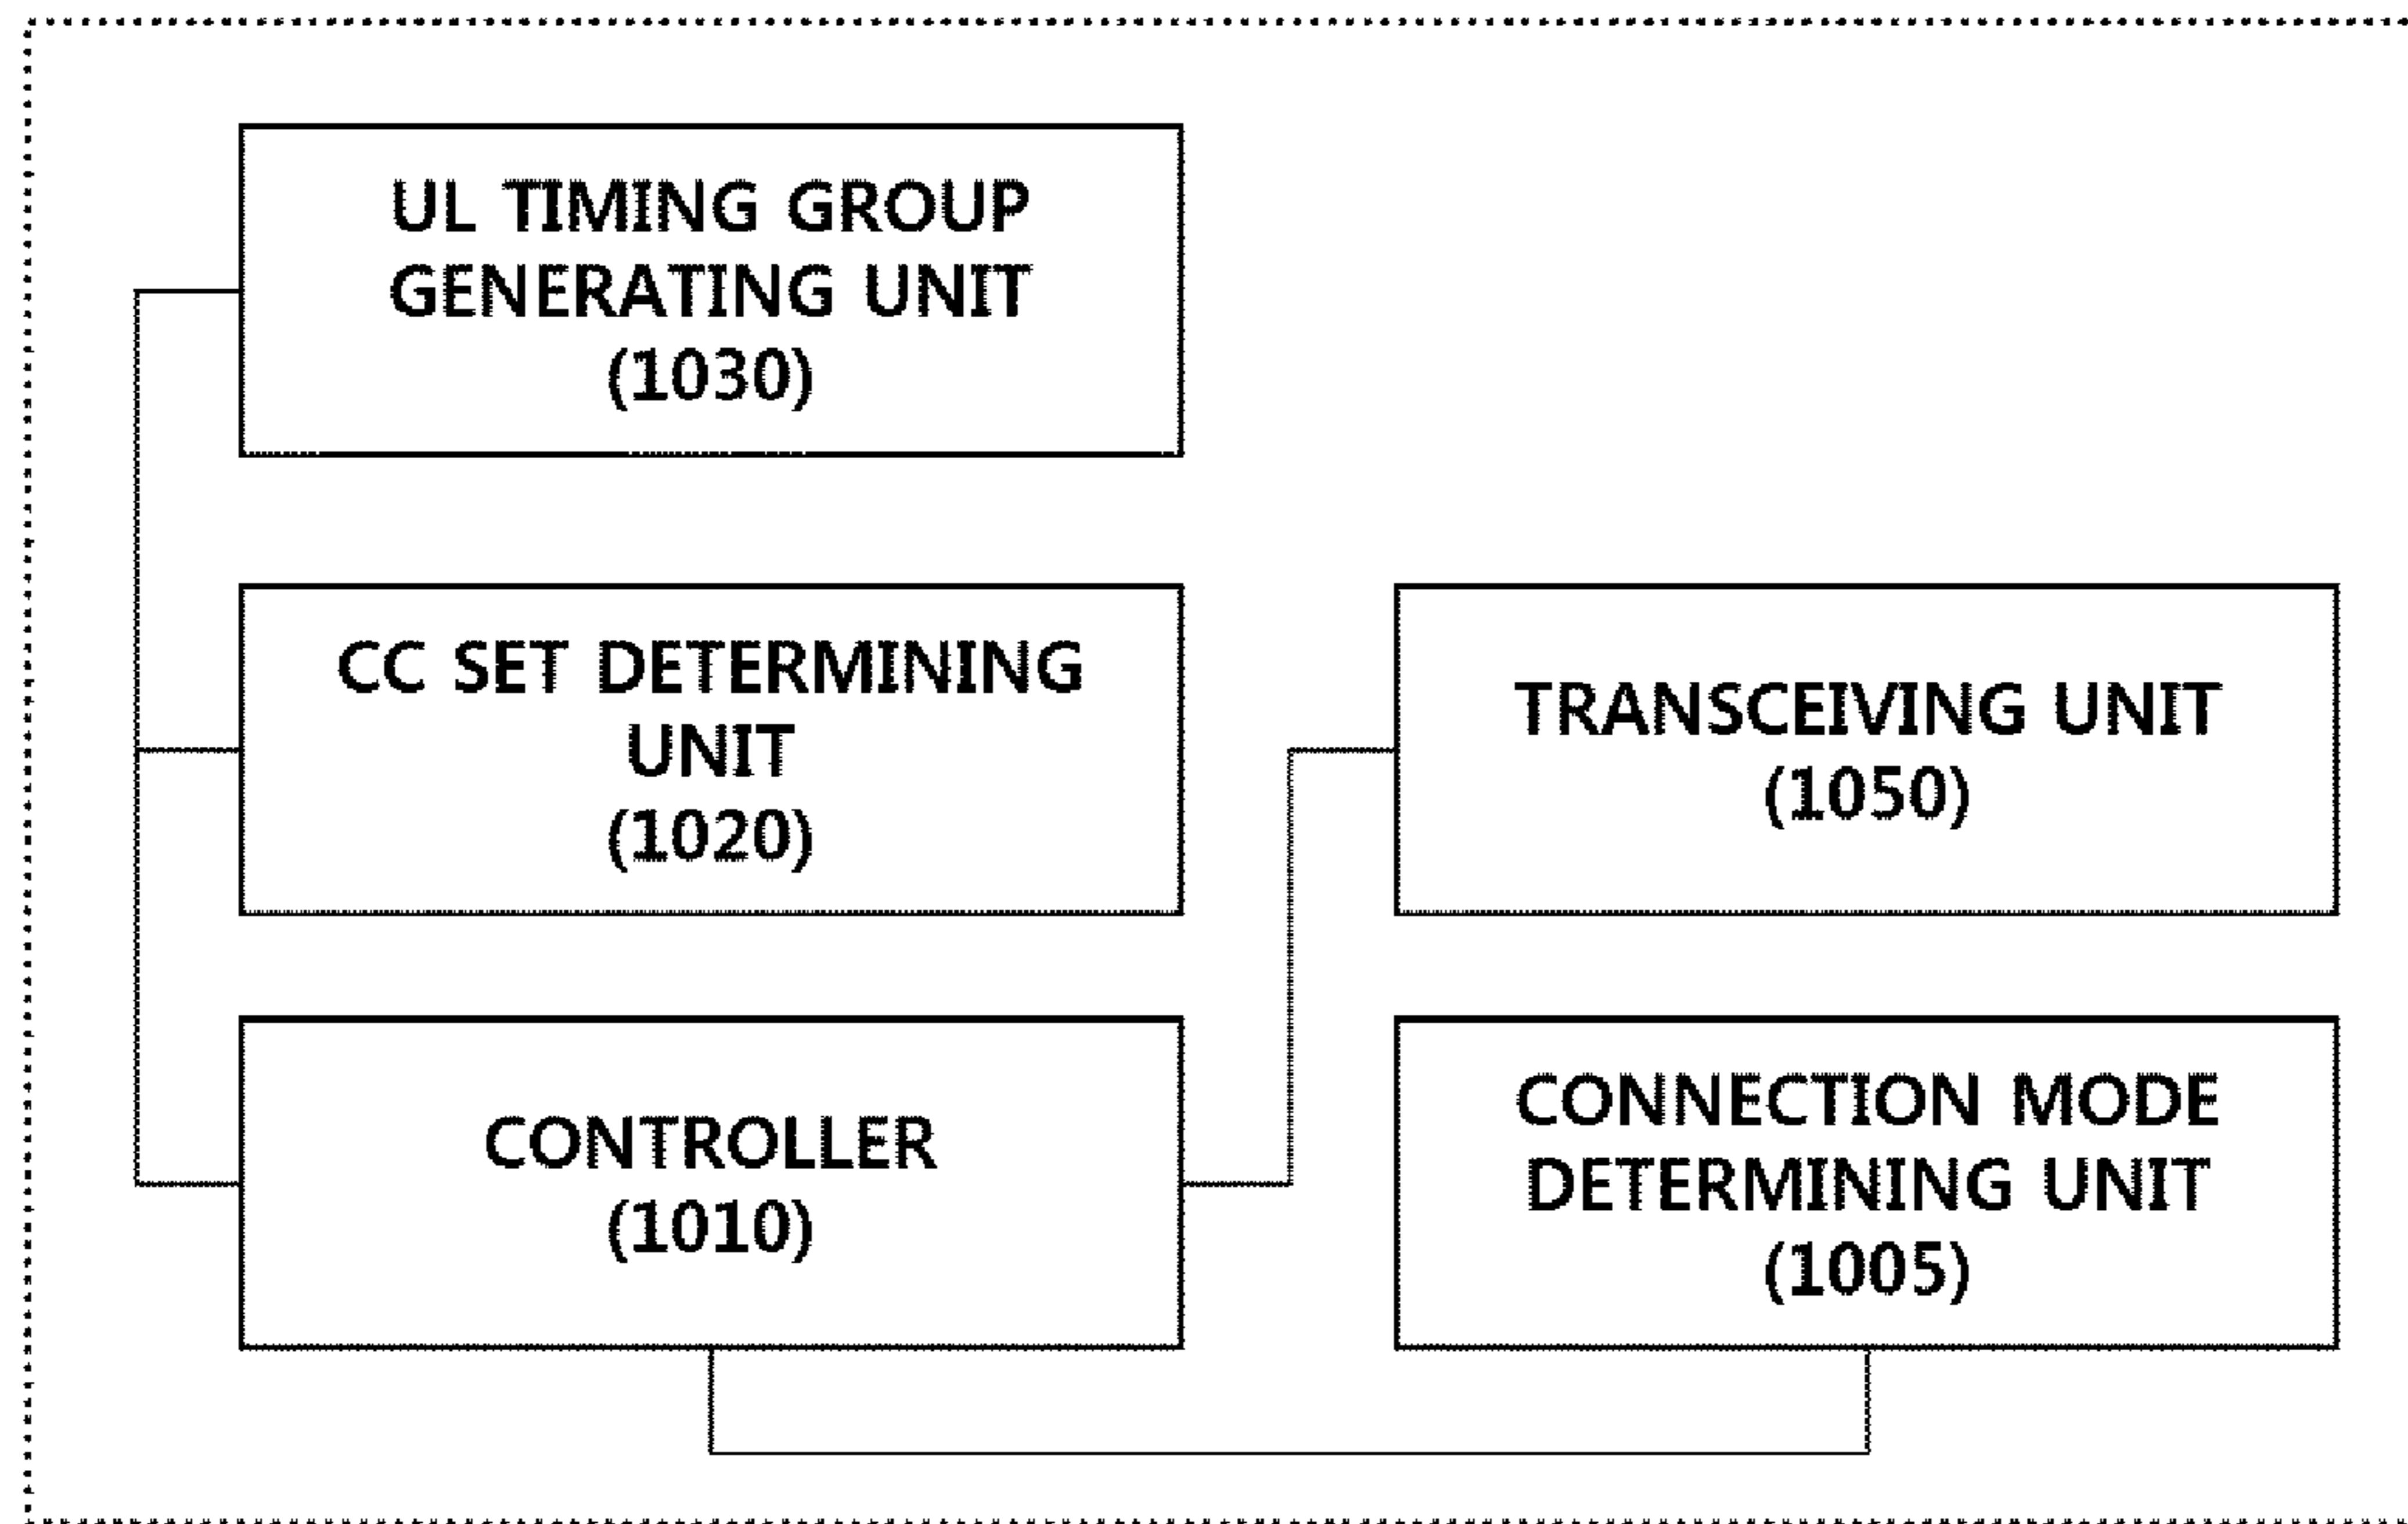 UL TIMING GROUP
GENERATING UNIT
(1030)
CC SET DETERMINING
UNIT
(1020)
TRANSCEIVING UNIT
(1050)
CONTROLLER
(1010)
CONNECTION MODE
DETERMINING UNIT
(1005)